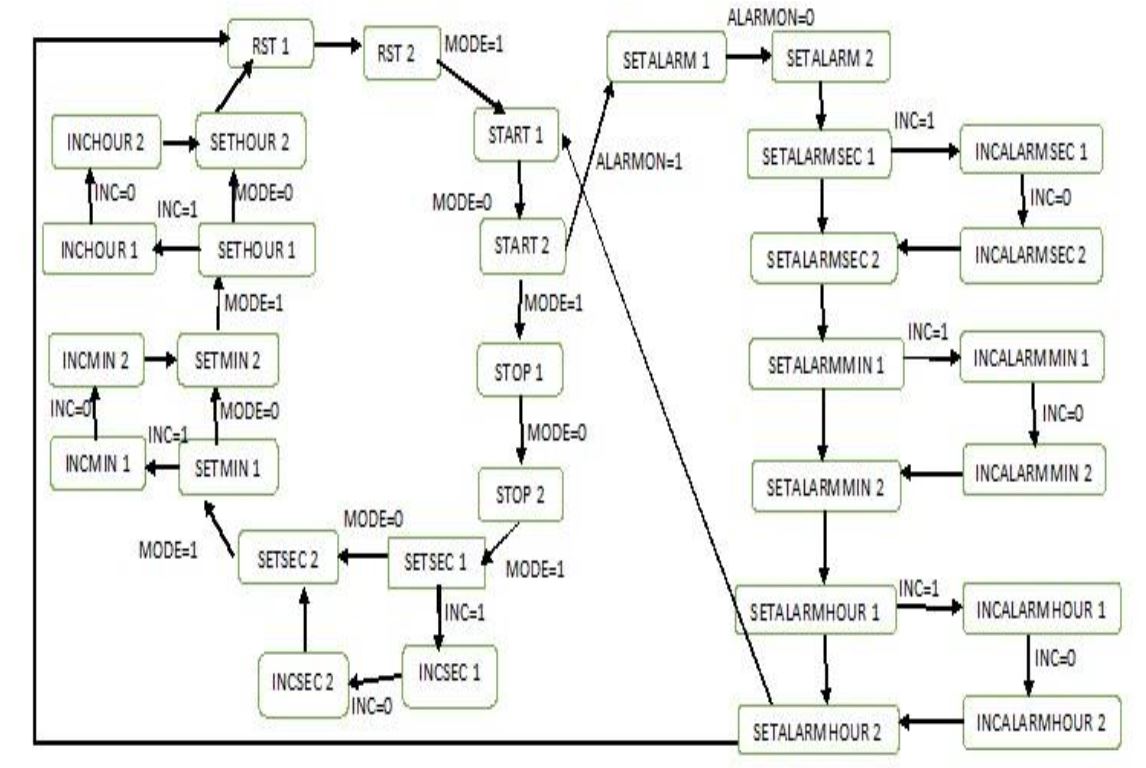 ALARMON=0
RST 1
RST 2
MODE=1
SETALARM 1
SETALARM 2
INCHOUR 2
SETHOUR 2
START 1
INC=1
SETALARMSEC 1
INCALARMSEC 1
ALARMON=1
INC=0
MODE=0
INC=1
MODE=0
INC=0
INCHOUR 1
SETHOUR 1
START 2
SETALARMSEC 2
INCALARMSEC 2
MODE=1
MODE=1
INC=1
INCMIN 2
SETMIN 2
STOP 1
SETALARMMIN 1
INCALARMMIN 1
INC=0
MODE=0
INC=0
INC=1
MODE=0
INCMIN 1
SETMIN 1
STOP 2
SETALARMMIN 2
INCALARMMIN 2
MODE=0
MODE=1
SETSEC 2
SETSEC 1
MODE=1
INC=1
INC=1
SETALARMHOUR 1
INCALARMHOUR 1
INC=0
INCSEC 2
INCSEC 1
INC=0
SETALARMHOUR 2
INCALARMHOUR 2